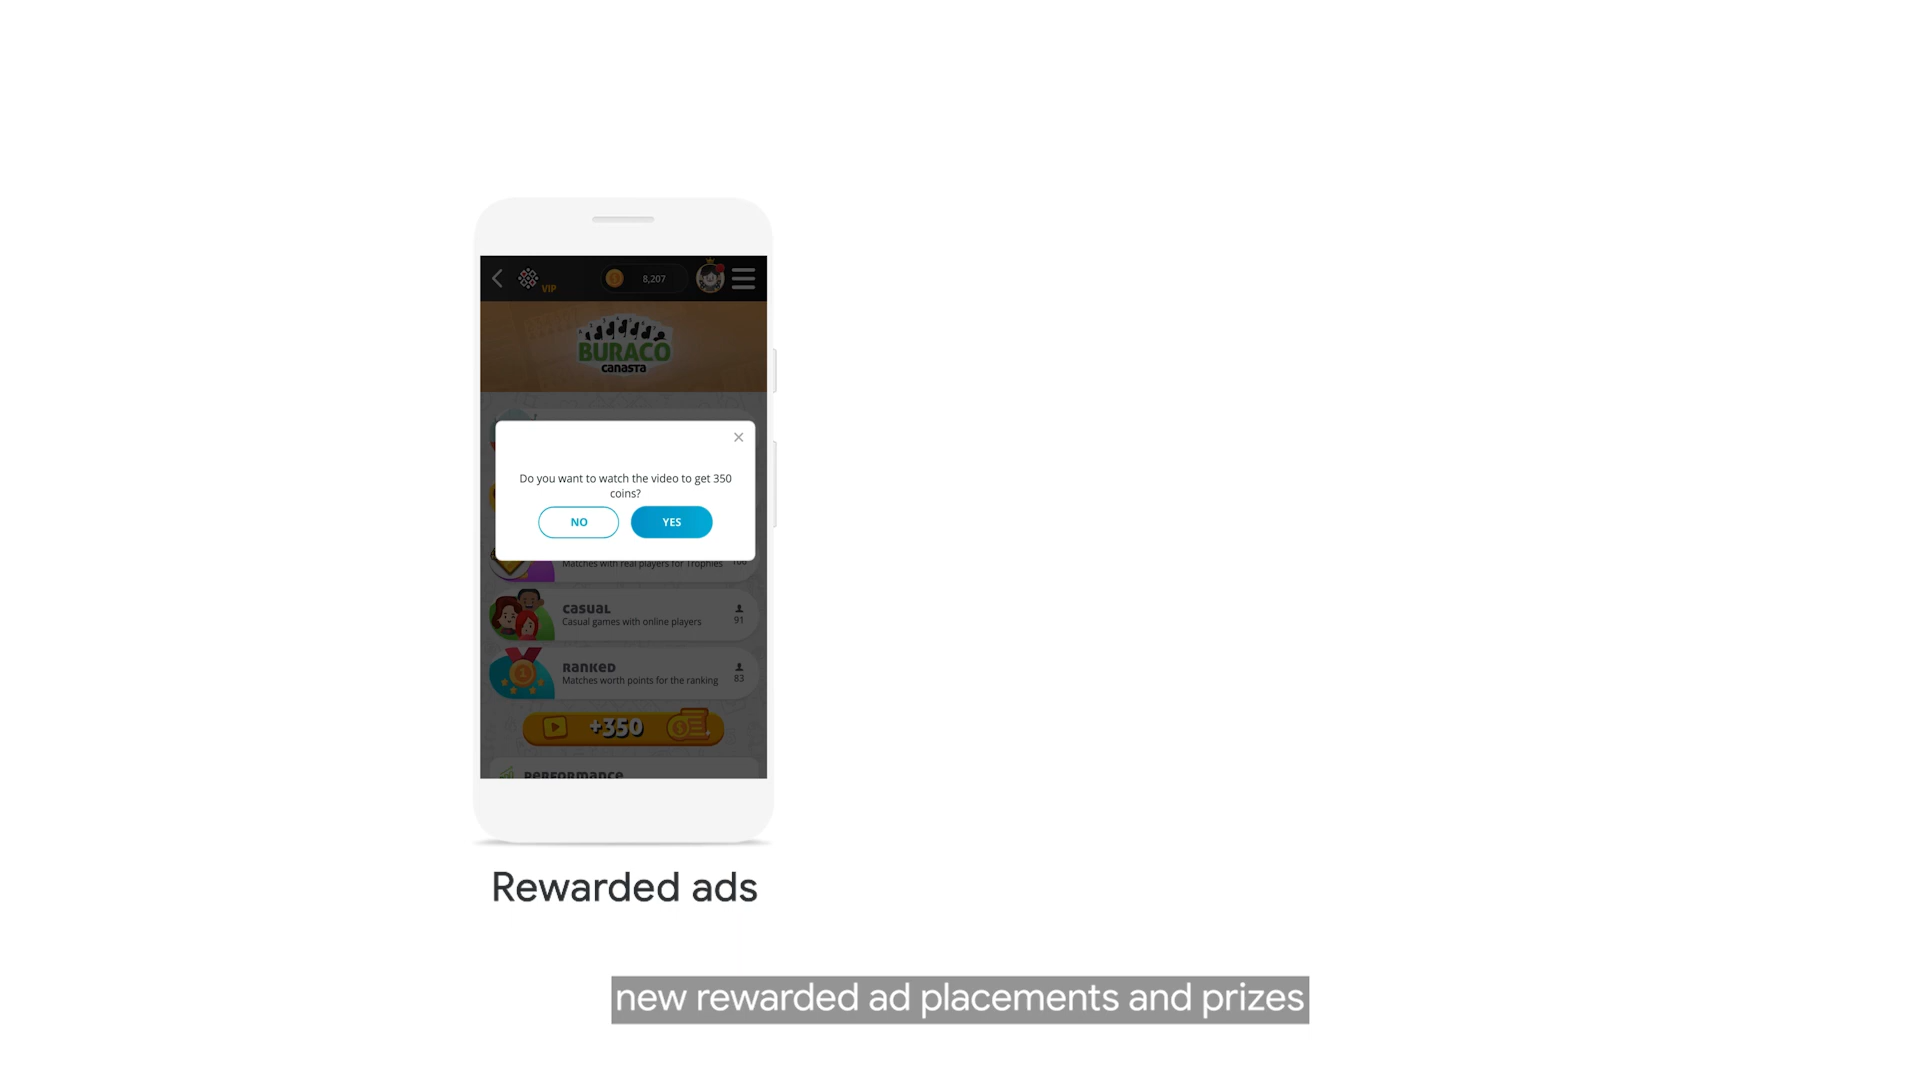 VIP
8,207
BURACO
canasta
Do you want to watch the video to get 350
coins?
NO
YES
Matches with real players for Trophies
casual
Casual games with online players
91
ranked
Matches worth points for the ranking
83
+350
performance
Rewarded ads
new rewarded ad placements and prizes